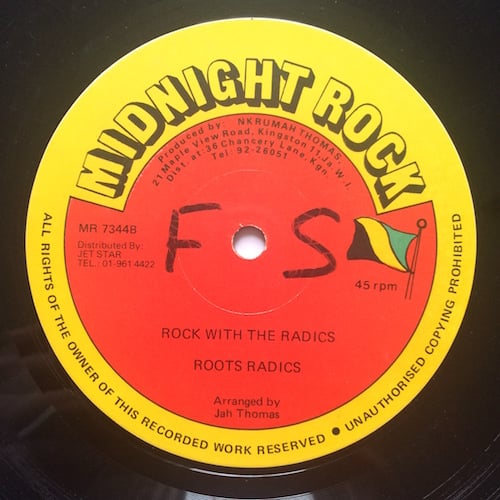 MIDNIGHT ROCK
Produced by: NKRUMAH THOMAS,
21 Maple View Road, Kingston 11, Ja. W. I.
Dist. at: 36 Chancery Lane, Kgn.
Tel: 92-26051
MR 7344B
Distributed By:
JET STAR
TEL.: 01-961 4422
F S
45 rpm
ROCK WITH THE RADICS
ROOTS RADICS
Arranged by
Jah Thomas
ALL RIGHTS OF THE OWNER OF THIS RECORDED WORK RESERVED ● UNAUTHORISED COPYING PROHIBITED